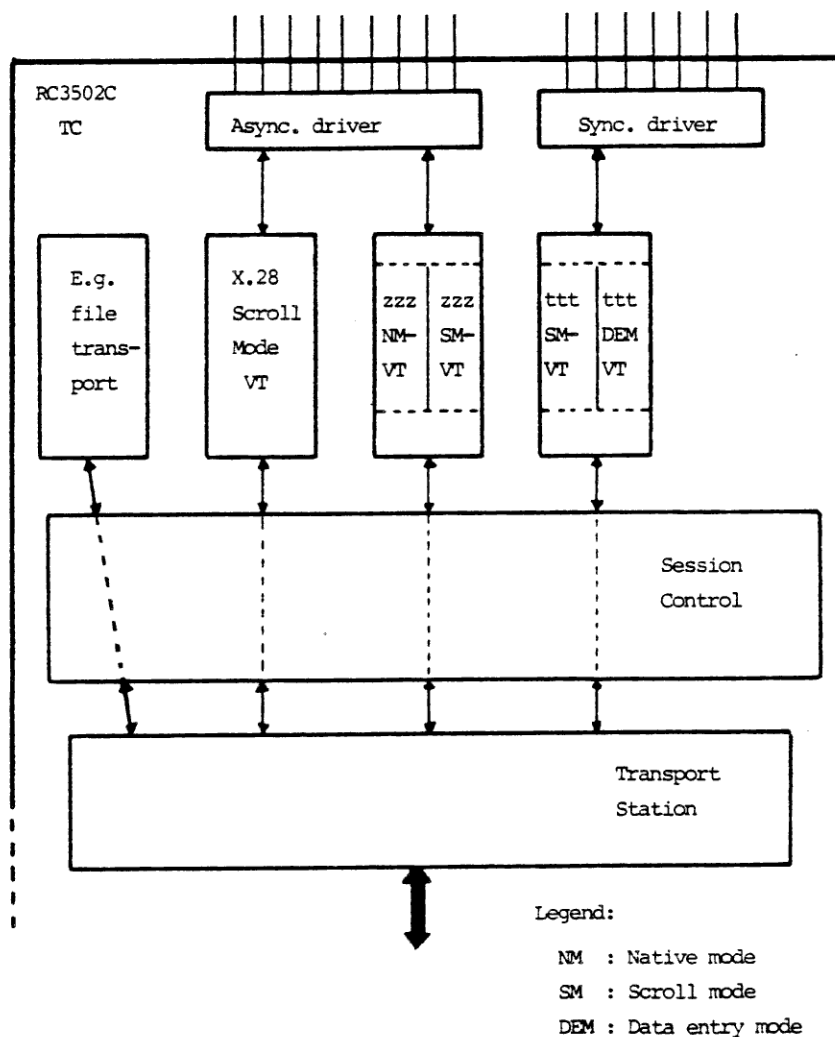 RC3502C
TC
Async. driver
Sync. driver
E.g.
file
trans-
port
X.28
Scroll
Mode
VT
zzz zzz
NM- SM-
VT VT
ttt ttt
SM- DEM
VT VT
Session
Control
Transport
Station
Legend:
NM : Native mode
SM : Scroll mode
DEM : Data entry mode